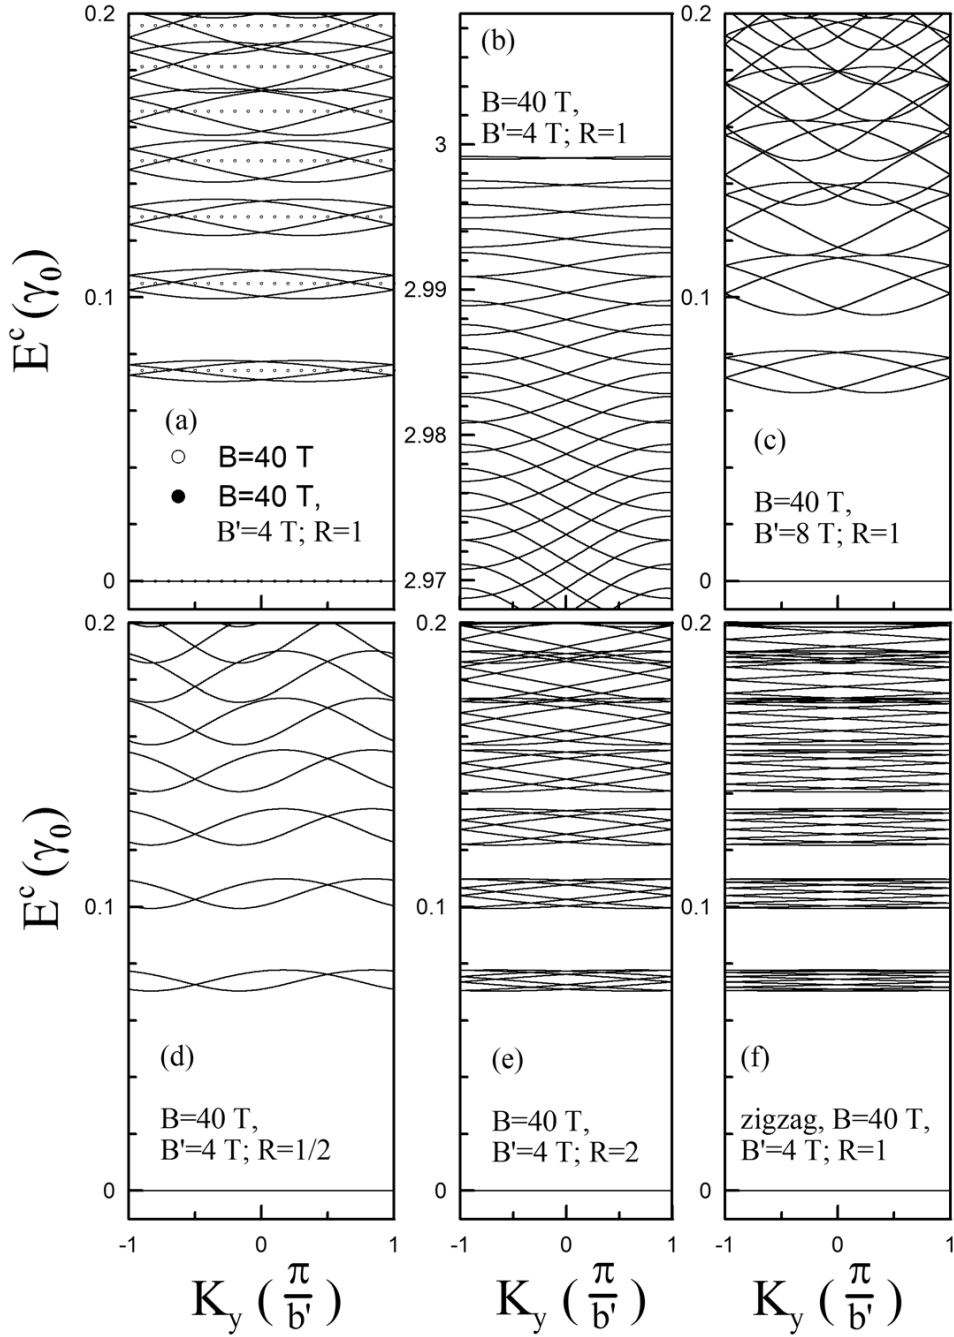 0.2
0.1
0
E^c (γ_0)
(a)
○ B=40 T
● B=40 T,
B'=4 T; R=1
(b)
B=40 T,
B'=4 T; R=1
3
2.99
2.98
2.97
0.2
0.1
0
(c)
B=40 T,
B'=8 T; R=1
0.2
0.1
0
E^c (γ_0)
(d)
B=40 T,
B'=4 T; R=1/2
-1 0 1
K_y ( π/b' )
0.2
0.1
0
(e)
B=40 T,
B'=4 T; R=2
-1 0 1
K_y ( π/b' )
0.2
0.1
0
(f)
zigzag, B=40 T,
B'=4 T; R=1
-1 0 1
K_y ( π/b' )